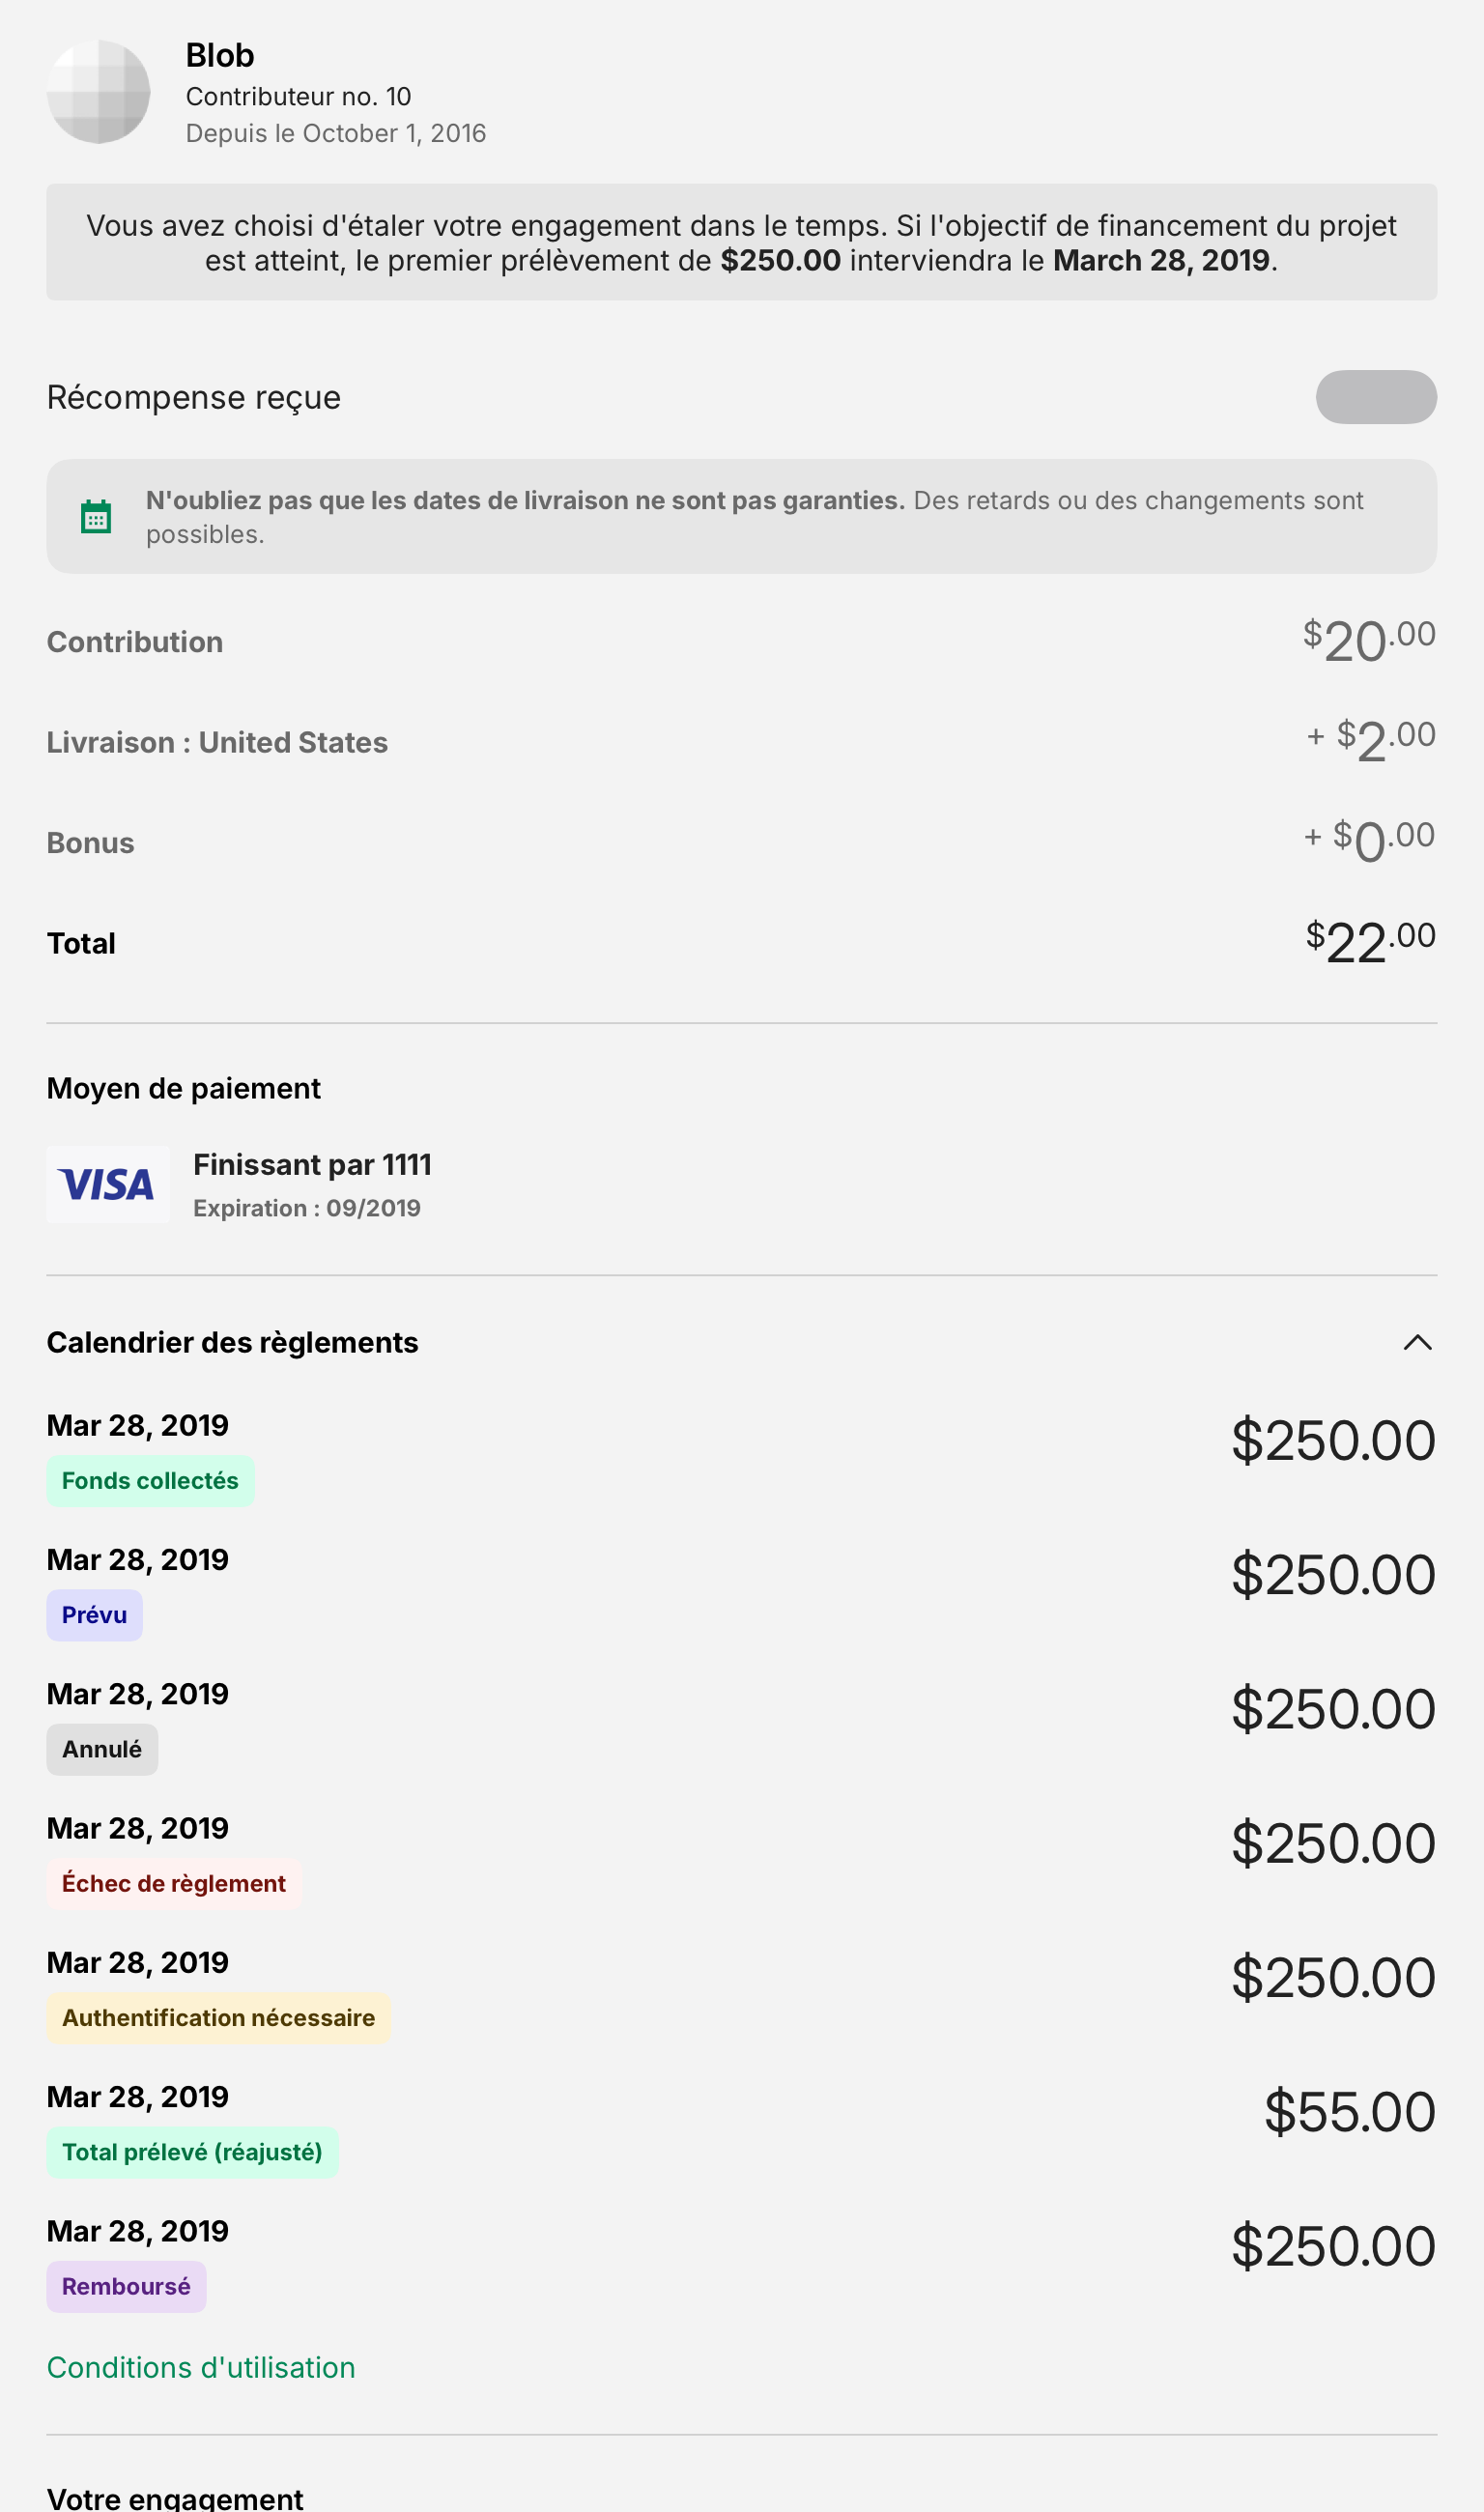 Blob
Contributeur no. 10
Depuis le October 1, 2016
Vous avez choisi d'étaler votre engagement dans le temps. Si l'objectif de financement du projet
est atteint, le premier prélèvement de $250.00 interviendra le March 28, 2019.
Récompense reçue
N'oubliez pas que les dates de livraison ne sont pas garanties. Des retards ou des changements sont
possibles.
Contribution $20.00
Livraison : United States + $2.00
Bonus + $0.00
Total $22.00
Moyen de paiement
VISA Finissant par 1111
Expiration : 09/2019
Calendrier des règlements
Mar 28, 2019 $250.00
Fonds collectés
Mar 28, 2019 $250.00
Prévu
Mar 28, 2019 $250.00
Annulé
Mar 28, 2019 $250.00
Échec de règlement
Mar 28, 2019 $250.00
Authentification nécessaire
Mar 28, 2019 $55.00
Total prélevé (réajusté)
Mar 28, 2019 $250.00
Remboursé
Conditions d'utilisation
Votre engagement